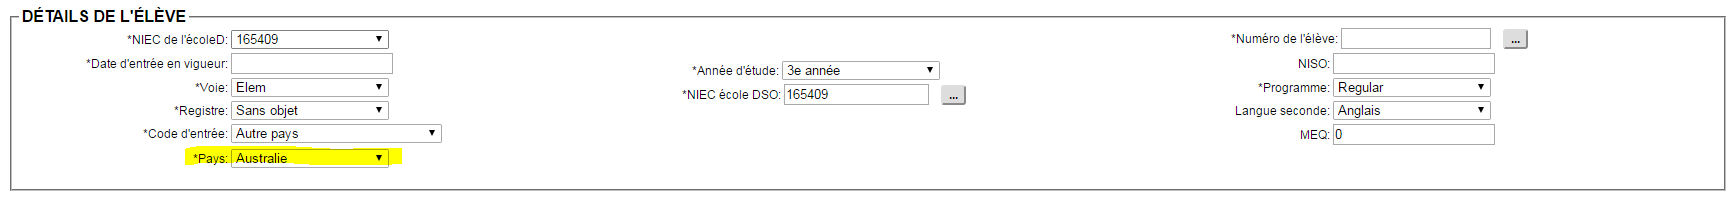 DÉTAILS DE L'ÉLÈVE
*NIEC de l'écoleD: 165409
*Date d'entrée en vigueur:
*Voie: Elem
*Registre: Sans objet
*Code d'entrée: Autre pays
*Pays: Australie
*Année d'étude: 3e année
*NIEC école DSO: 165409 ...
*Numéro de l'élève: ...
NISO:
*Programme: Regular
Langue seconde: Anglais
MEQ: 0